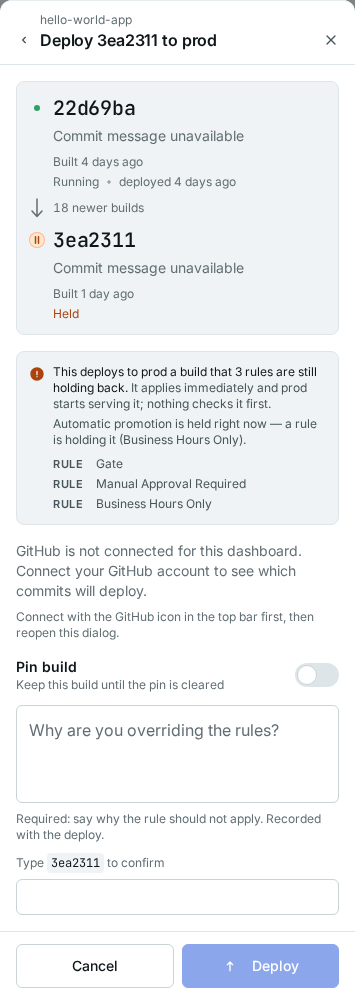 hello-world-app
Deploy 3ea2311 to prod
22d69ba
Commit message unavailable
Built 4 days ago
Running • deployed 4 days ago
18 newer builds
3ea2311
Commit message unavailable
Built 1 day ago
Held
This deploys to prod a build that 3 rules are still
holding back. It applies immediately and prod
starts serving it; nothing checks it first.
Automatic promotion is held right now — a rule
is holding it (Business Hours Only).
RULE Gate
RULE Manual Approval Required
RULE Business Hours Only
GitHub is not connected for this dashboard.
Connect your GitHub account to see which
commits will deploy.
Connect with the GitHub icon in the top bar first, then
reopen this dialog.
Pin build
Keep this build until the pin is cleared
Why are you overriding the rules?
Required: say why the rule should not apply. Recorded
with the deploy.
Type 3ea2311 to confirm
Cancel
Deploy